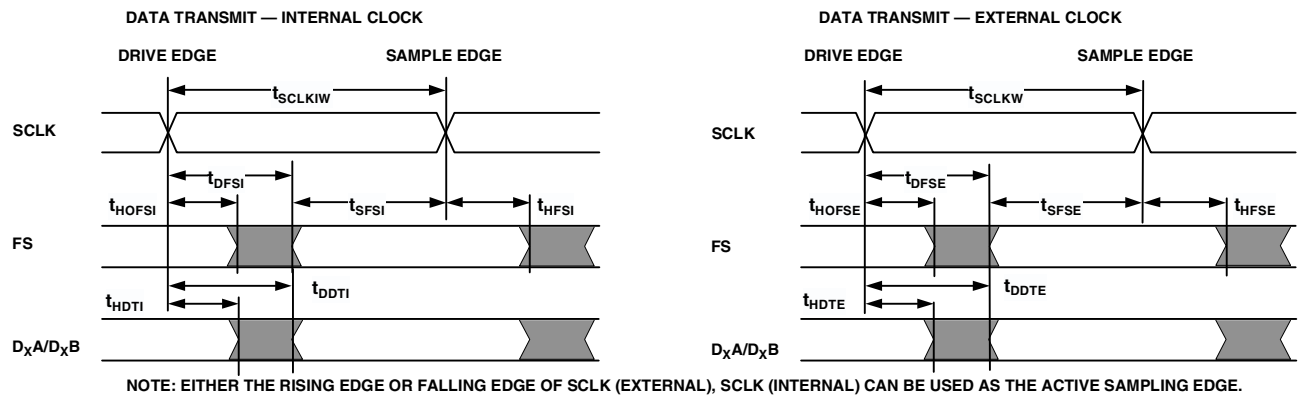 DATA TRANSMIT — INTERNAL CLOCK
DRIVE EDGE
SAMPLE EDGE
tSCLKIW
SCLK
tDFSI
tHOFSI
tSFSI
tHFSI
FS
tDDTI
tHDTI
DXA/DXB
DATA TRANSMIT — EXTERNAL CLOCK
DRIVE EDGE
SAMPLE EDGE
tSCLKW
SCLK
tDFSE
tHOFSE
tSFSE
tHFSE
FS
tDDTE
tHDTE
DXA/DXB
NOTE: EITHER THE RISING EDGE OR FALLING EDGE OF SCLK (EXTERNAL), SCLK (INTERNAL) CAN BE USED AS THE ACTIVE SAMPLING EDGE.